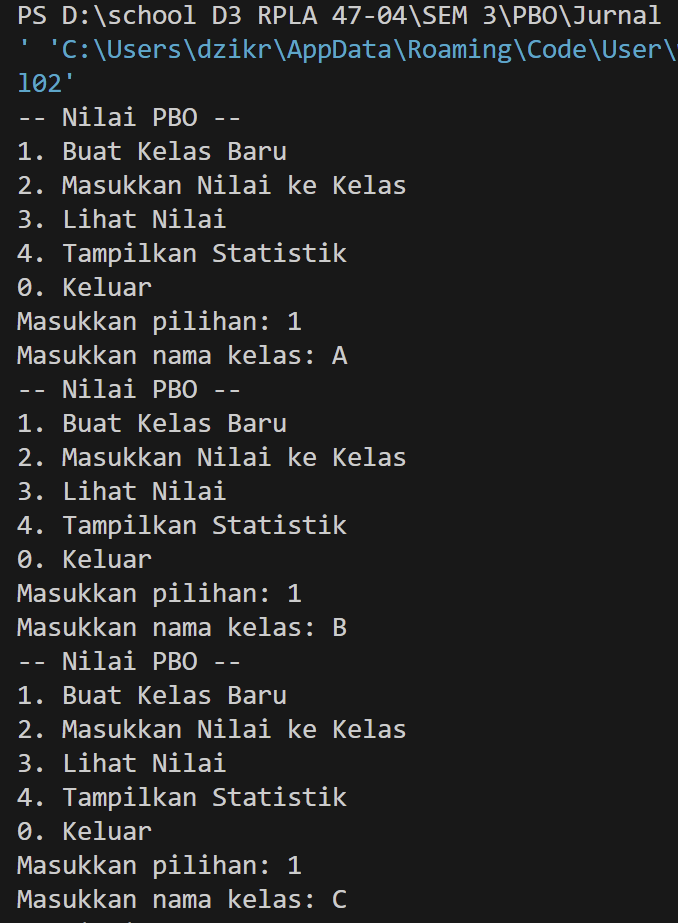 PS D:\school D3 RPLA 47-04\SEM 3\PBO\Jurnal
' 'C:\Users\dzikr\AppData\Roaming\Code\User\
l02'
-- Nilai PBO --
1. Buat Kelas Baru
2. Masukkan Nilai ke Kelas
3. Lihat Nilai
4. Tampilkan Statistik
0. Keluar
Masukkan pilihan: 1
Masukkan nama kelas: A
-- Nilai PBO --
1. Buat Kelas Baru
2. Masukkan Nilai ke Kelas
3. Lihat Nilai
4. Tampilkan Statistik
0. Keluar
Masukkan pilihan: 1
Masukkan nama kelas: B
-- Nilai PBO --
1. Buat Kelas Baru
2. Masukkan Nilai ke Kelas
3. Lihat Nilai
4. Tampilkan Statistik
0. Keluar
Masukkan pilihan: 1
Masukkan nama kelas: C